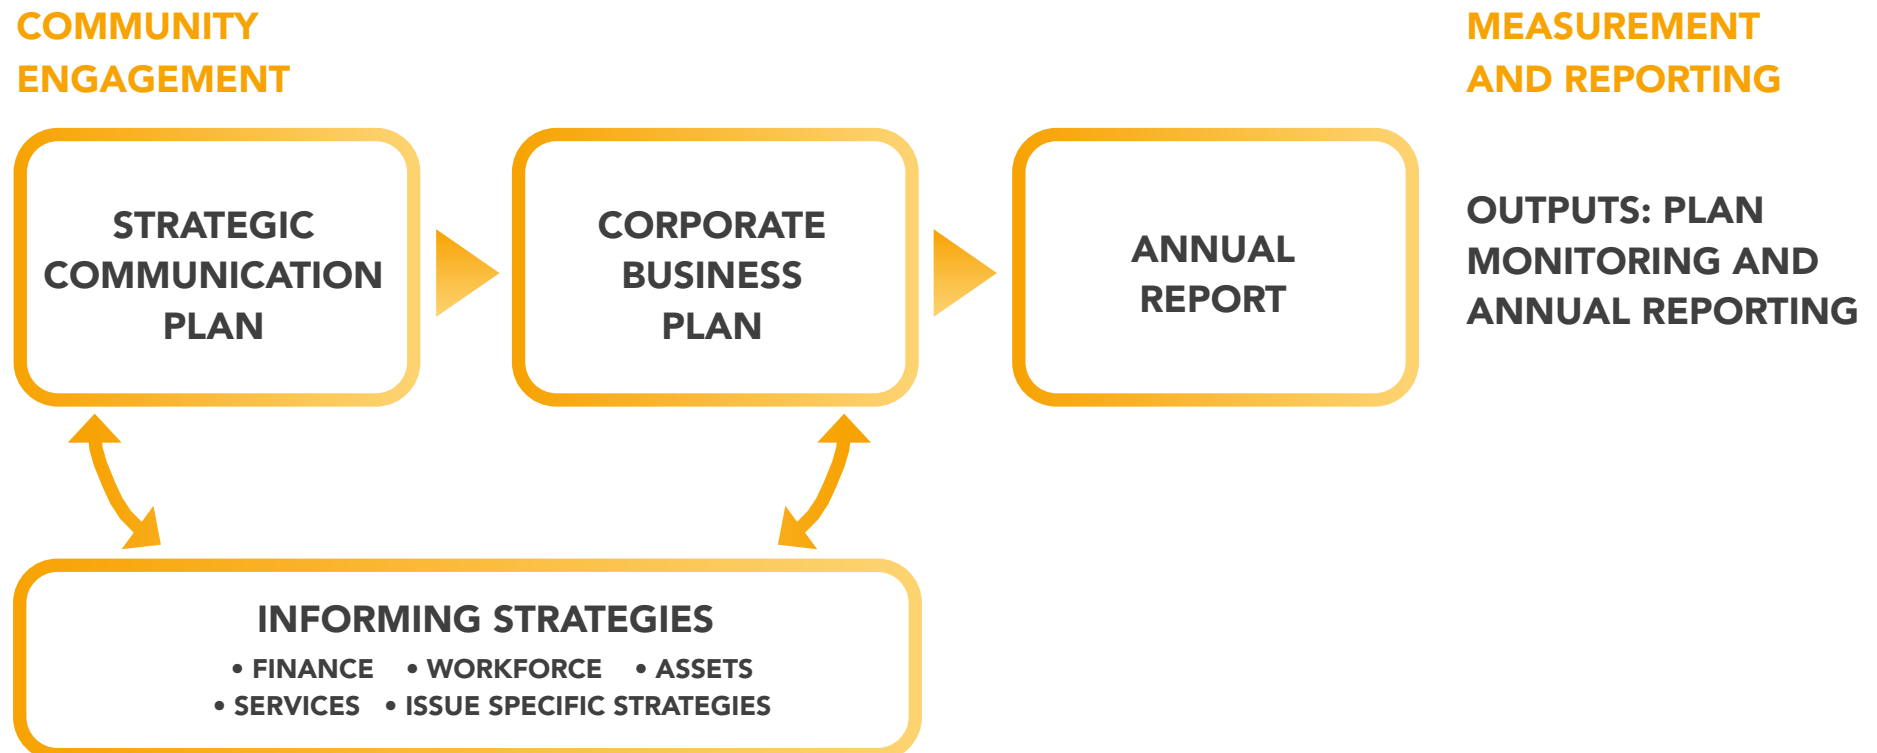 COMMUNITY
ENGAGEMENT
MEASUREMENT
AND REPORTING
STRATEGIC
COMMUNICATION
PLAN
CORPORATE
BUSINESS
PLAN
ANNUAL
REPORT
OUTPUTS: PLAN
MONITORING AND
ANNUAL REPORTING
INFORMING STRATEGIES
• FINANCE • WORKFORCE • ASSETS
• SERVICES • ISSUE SPECIFIC STRATEGIES